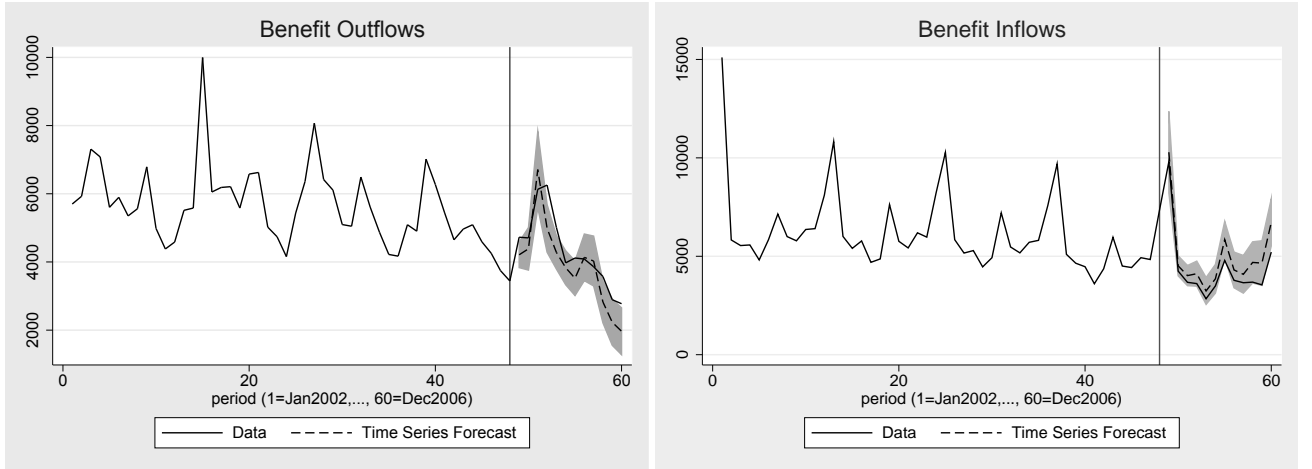 Benefit Outflows
10000
8000
6000
4000
2000
0
20
40
60
period (1=Jan2002,..., 60=Dec2006)
Data
Time Series Forecast
Benefit Inflows
15000
10000
5000
0
0
20
40
60
period (1=Jan2002,..., 60=Dec2006)
Data
Time Series Forecast